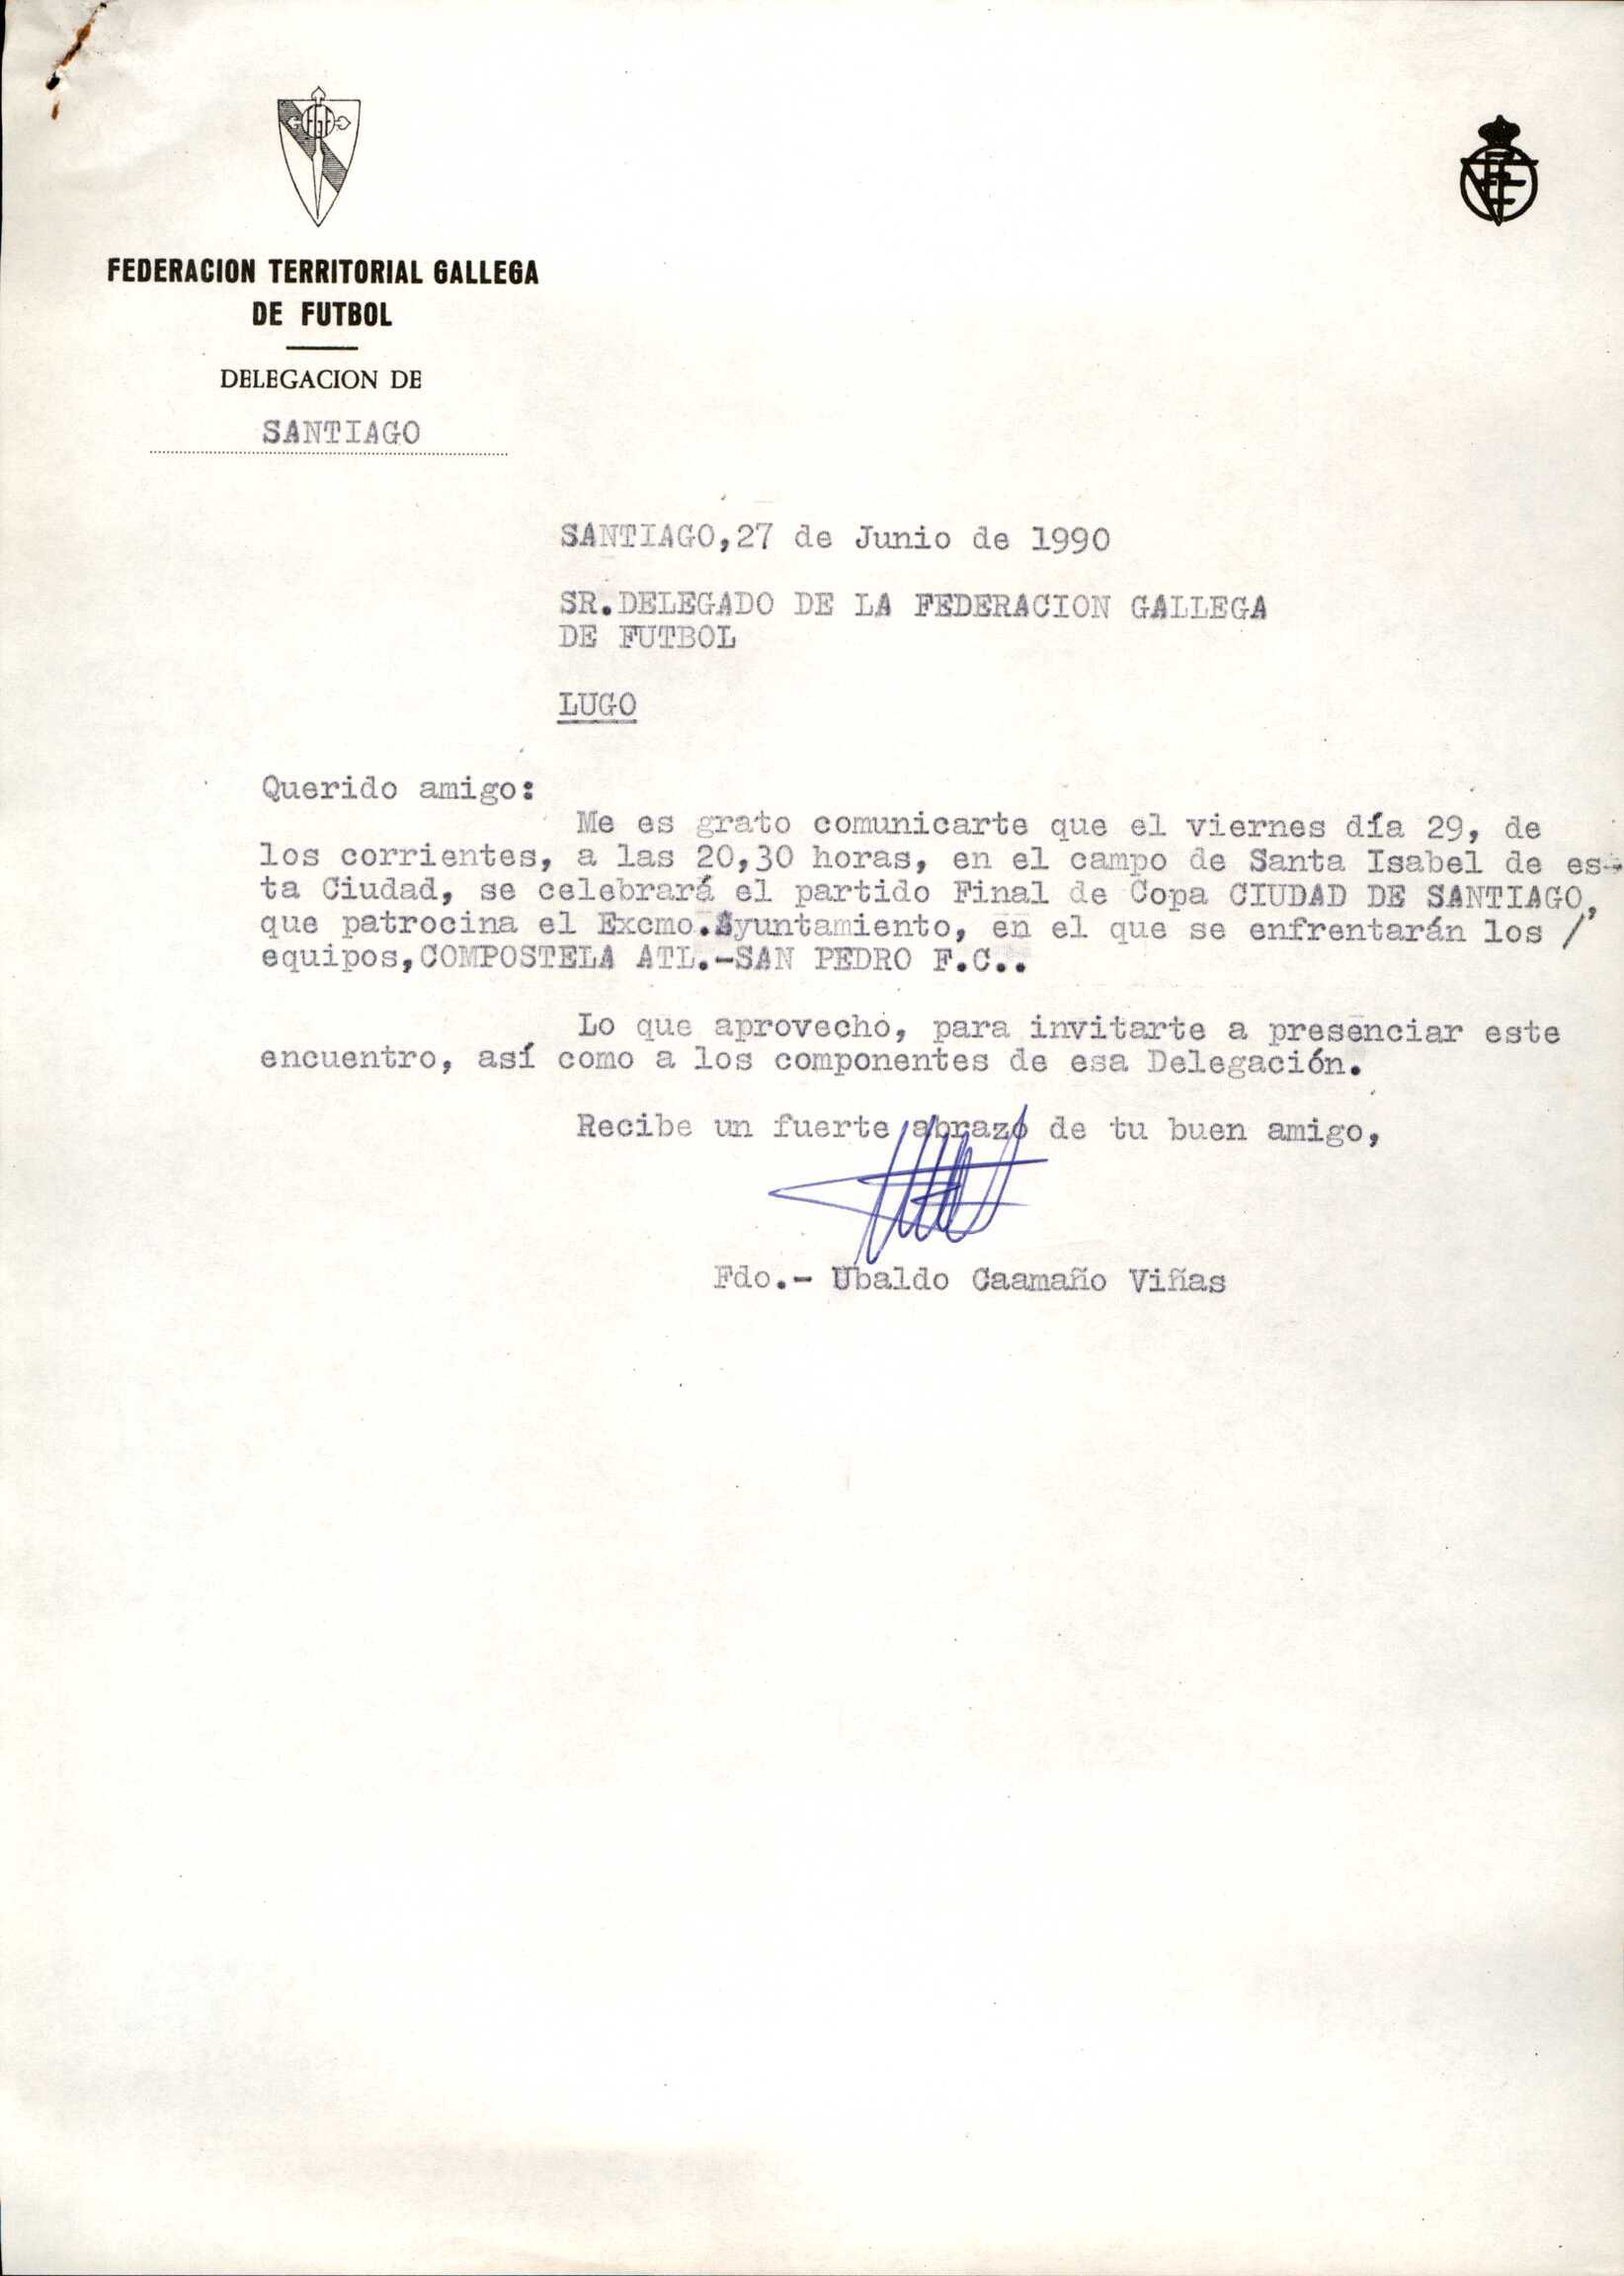 FEDERACION TERRITORIAL GALLEGA
DE FUTBOL
DELEGACION DE
SANTIAGO
SANTIAGO,27 de Junio de 1990
SR.DELEGADO DE LA FEDERACION GALLEGA
DE FUTBOL
LUGO
Querido amigo:
Me es grato comunicarte que el viernes día 29, de
los corrientes, a las 20,30 horas, en el campo de Santa Isabel de es-
ta Ciudad, se celebrará el partido Final de Copa CIUDAD DE SANTIAGO,
que patrocina el Excmo.Ayuntamiento, en el que se enfrentarán los /
equipos,COMPOSTELA ATL.-SAN PEDRO F.C..
Lo que aprovecho, para invitarte a presenciar este
encuentro, así como a los componentes de esa Delegación.
Recibe un fuerte abrazo de tu buen amigo,
Fdo.- Ubaldo Caamaño Viñas